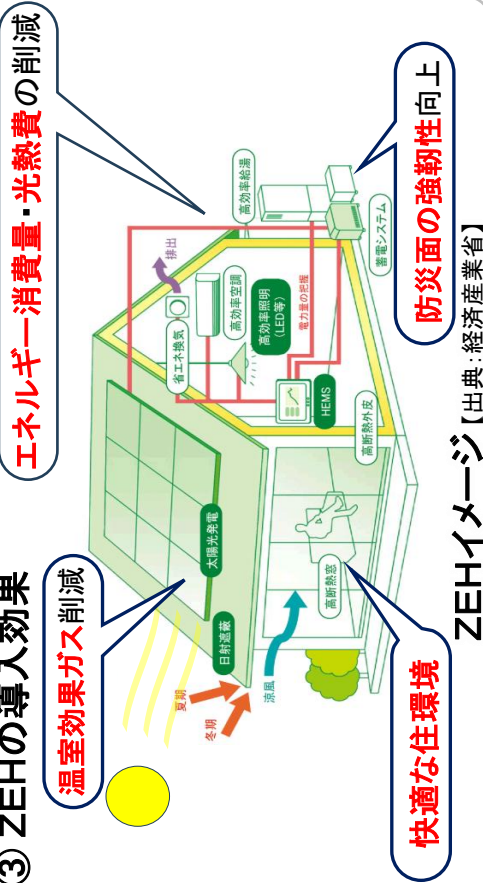 ③ ZEHの導入効果
温室効果ガス削減
エネルギー消費量・光熱費の削減
夏期
冬期
日射遮蔽
太陽光発電
涼風
高断熱窓
省エネ換気
排出
高効率空調
高効率照明
(LED等)
高効率給湯
電力量の把握
HEMS
高断熱外皮
蓄電システム
快適な住環境
防災面の強靭性向上
ZEHイメージ【出典:経済産業省】